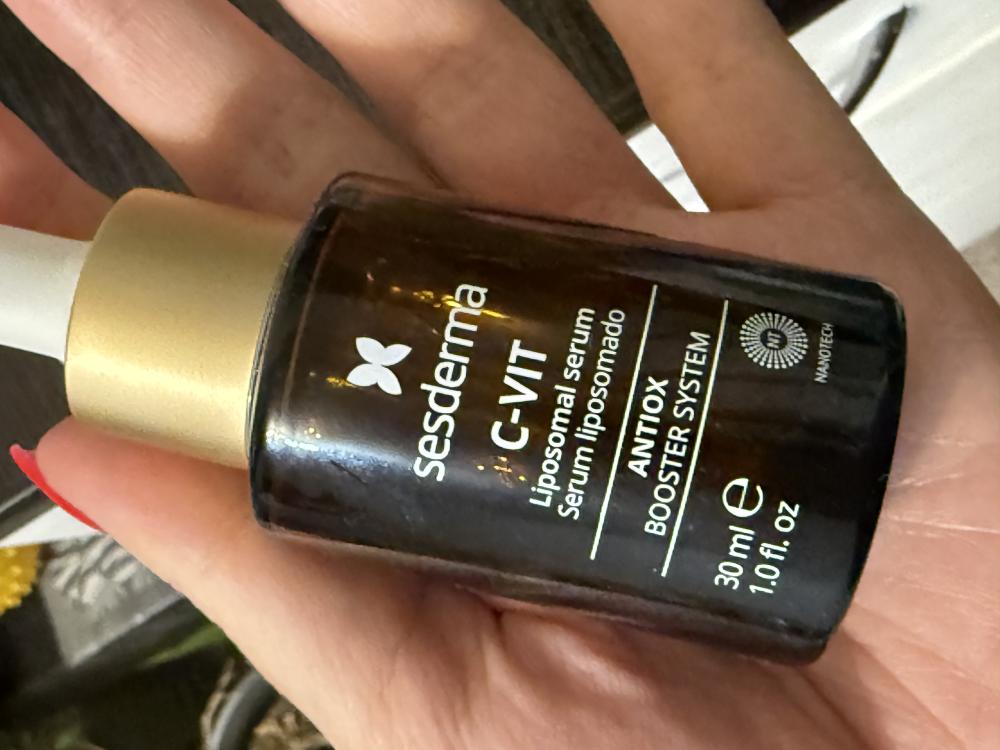 sesderma
C-VIT
Liposomal serum
Serum liposomado
ANTIOX
BOOSTER SYSTEM
30 ml e
1.0 fl. oz
NT
NANOTECH